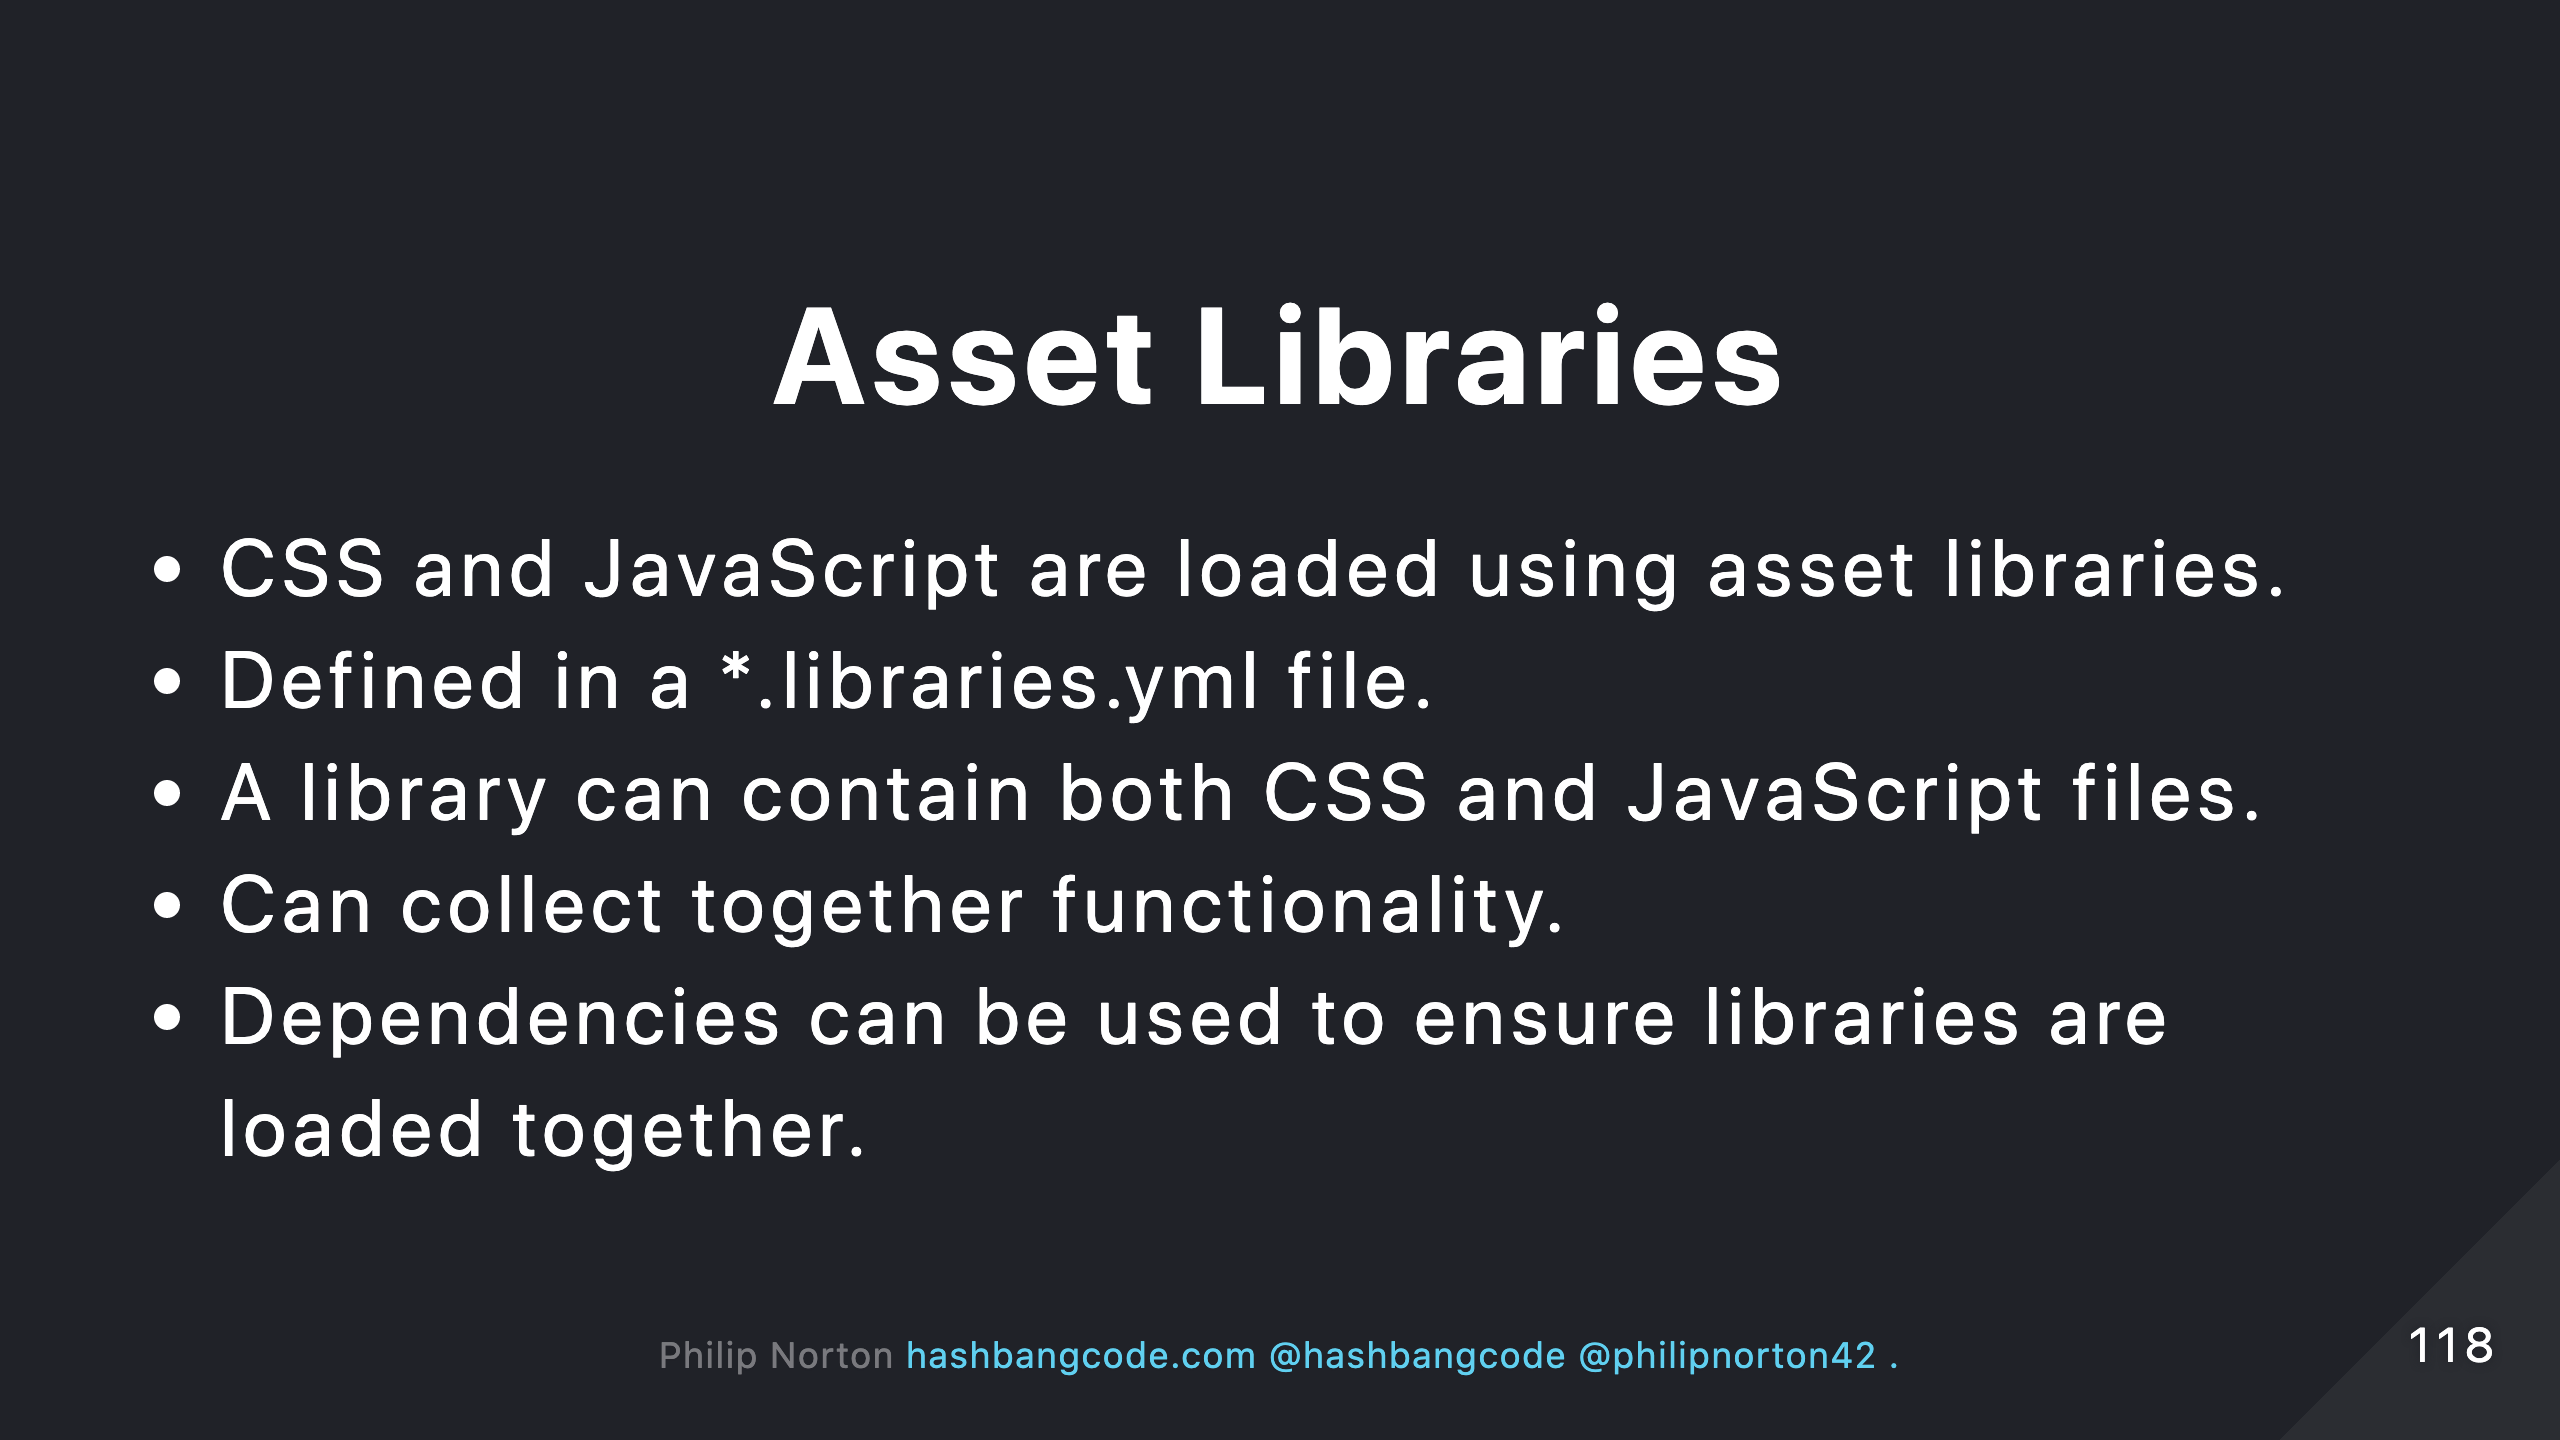 Asset Libraries
• CSS and JavaScript are loaded using asset libraries.
• Defined in a *.libraries.yml file.
• A library can contain both CSS and JavaScript files.
• Can collect together functionality.
• Dependencies can be used to ensure libraries are
loaded together.
Philip Norton hashbangcode.com @hashbangcode @philipnorton42 .
118